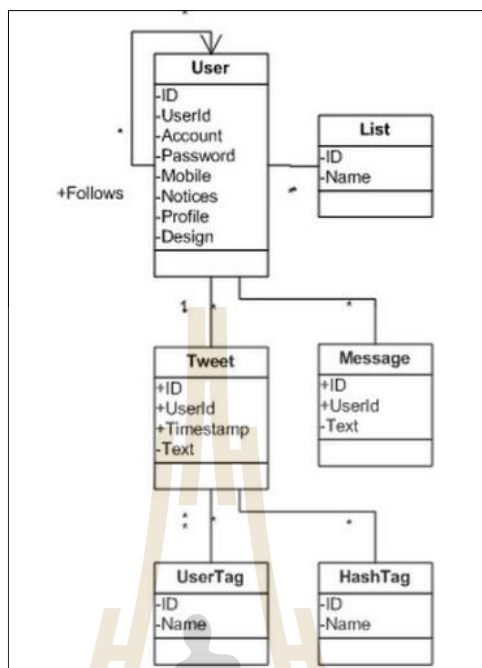 *
User
-ID
-UserId
-Account
-Password
-Mobile
-Notices
-Profile
-Design
*
+Follows
List
-ID
-Name
*
1 *
*
Tweet
+ID
+UserId
+Timestamp
-Text
Message
+ID
+UserId
-Text
*
*
*
*
UserTag
-ID
-Name
HashTag
-ID
-Name